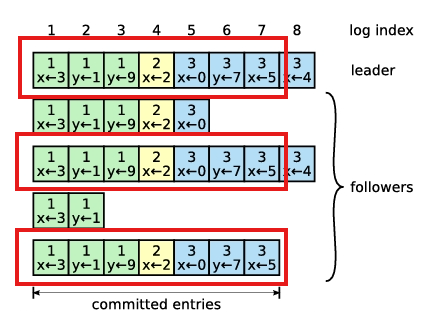 1 2 3 4 5 6 7 8 log index
1 1 1 2 3 3 3 3
x←3 y←1 y←9 x←2 x←0 y←7 x←5 x←4
leader
1 1 1 2 3
x←3 y←1 y←9 x←2 x←0
1 1 1 2 3 3 3 3
x←3 y←1 y←9 x←2 x←0 y←7 x←5 x←4
followers
1 1
x←3 y←1
1 1 1 2 3 3 3
x←3 y←1 y←9 x←2 x←0 y←7 x←5
committed entries